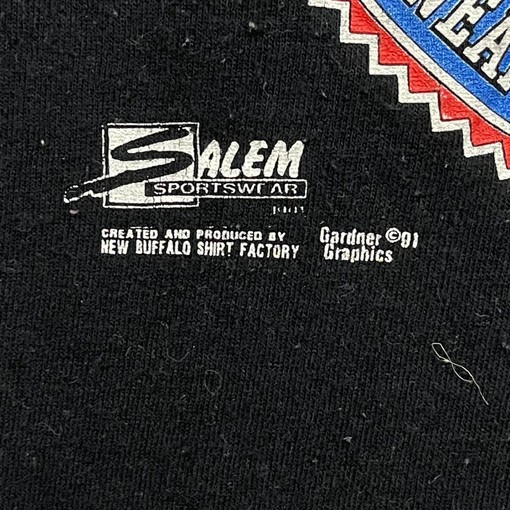 SALEM
SPORTSWEAR
CREATED AND PRODUCED BY
NEW BUFFALO SHIRT FACTORY
Gardner ©91
Graphics